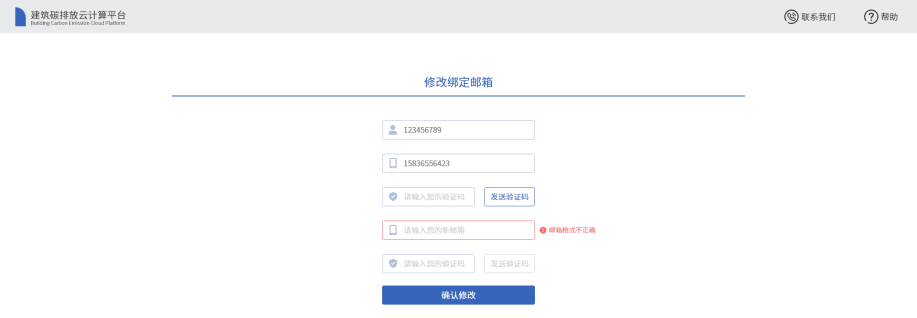 建筑碳排放云计算平台
Building Carbon Emission Cloud Platform
联系我们
帮助
修改绑定邮箱
123456789
15836556423
请输入您的验证码
发送验证码
请输入您的新邮箱
邮箱格式不正确
请输入您的验证码
发送验证码
确认修改